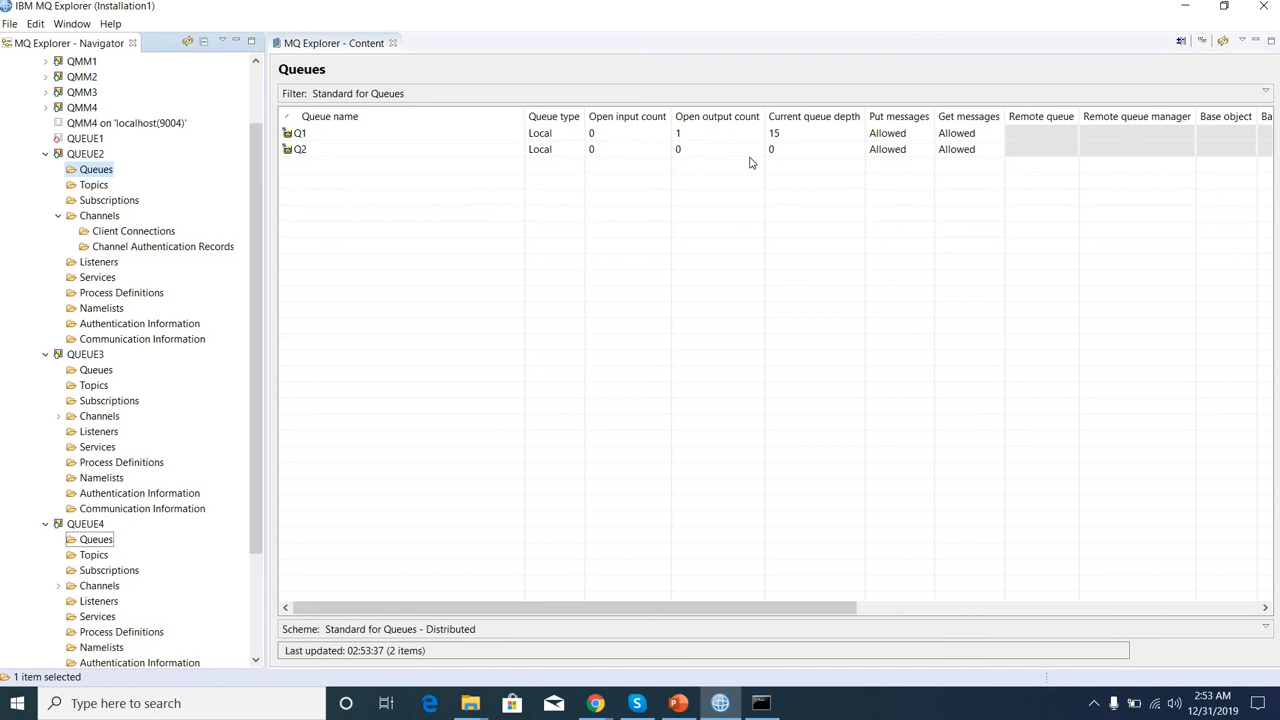 IBM MQ Explorer (Installation1)
File Edit Window Help
MQ Explorer - Navigator
QMM1
QMM2
QMM3
QMM4
QMM4 on 'localhost(9004)'
QUEUE1
QUEUE2
Queues
Topics
Subscriptions
Channels
Client Connections
Channel Authentication Records
Listeners
Services
Process Definitions
Namelists
Authentication Information
Communication Information
QUEUE3
Queues
Topics
Subscriptions
Channels
Listeners
Services
Process Definitions
Namelists
Authentication Information
Communication Information
QUEUE4
Queues
Topics
Subscriptions
Channels
Listeners
Services
Process Definitions
Namelists
Authentication Information
MQ Explorer - Content
Queues
Filter: Standard for Queues
Queue name Queue type Open input count Open output count Current queue depth Put messages Get messages Remote queue Remote queue manager Base object Ba
Q1 Local 0 1 15 Allowed Allowed
Q2 Local 0 0 0 Allowed Allowed
Scheme: Standard for Queues - Distributed
Last updated: 02:53:37 (2 items)
1 item selected
Type here to search
2:53 AM
12/31/2019